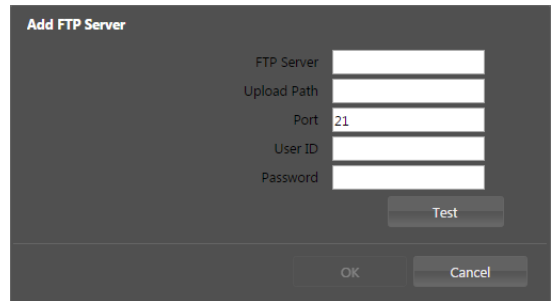 Add FTP Server
FTP Server
Upload Path
Port 21
User ID
Password
Test
OK Cancel